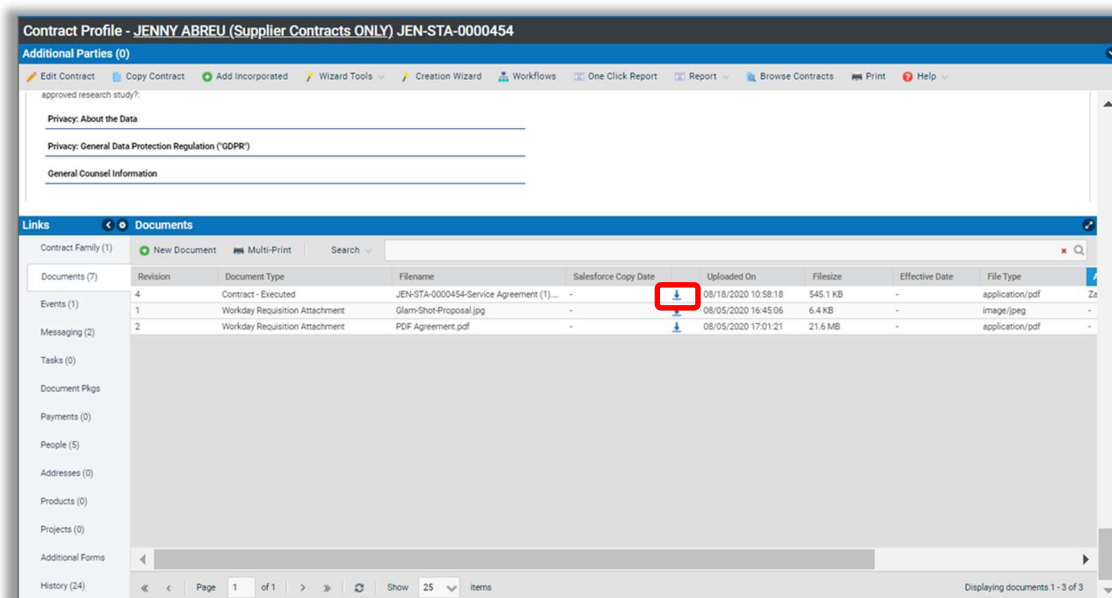 Contract Profile - JENNY ABREU (Supplier Contracts ONLY) JEN-STA-0000454
Additional Parties (0)
Edit Contract Copy Contract Add Incorporated Wizard Tools Creation Wizard Workflows One Click Report Report Browse Contracts Print Help
approved research study?:
Privacy: About the Data
Privacy: General Data Protection Regulation ("GDPR")
General Counsel Information
Links Documents
Contract Family (1)
New Document Multi-Print Search
Documents (7)
Revision Document Type Filename Salesforce Copy Date Uploaded On Filesize Effective Date File Type A
4 Contract - Executed JEN-STA-0000454-Service Agreement (1).... - 08/18/2020 10:58:18 545.1 KB - application/pdf Za
Events (1)
1 Workday Requisition Attachment Glam-Shot-Proposal.jpg - 08/05/2020 16:45:06 6.4 KB - image/jpeg -
2 Workday Requisition Attachment PDF Agreement.pdf - 08/05/2020 17:01:21 21.6 MB - application/pdf -
Messaging (2)
Tasks (0)
Document Pkgs
Payments (0)
People (5)
Addresses (0)
Products (0)
Projects (0)
Additional Forms
History (24)
Page 1 of 1 Show 25 items Displaying documents 1 - 3 of 3